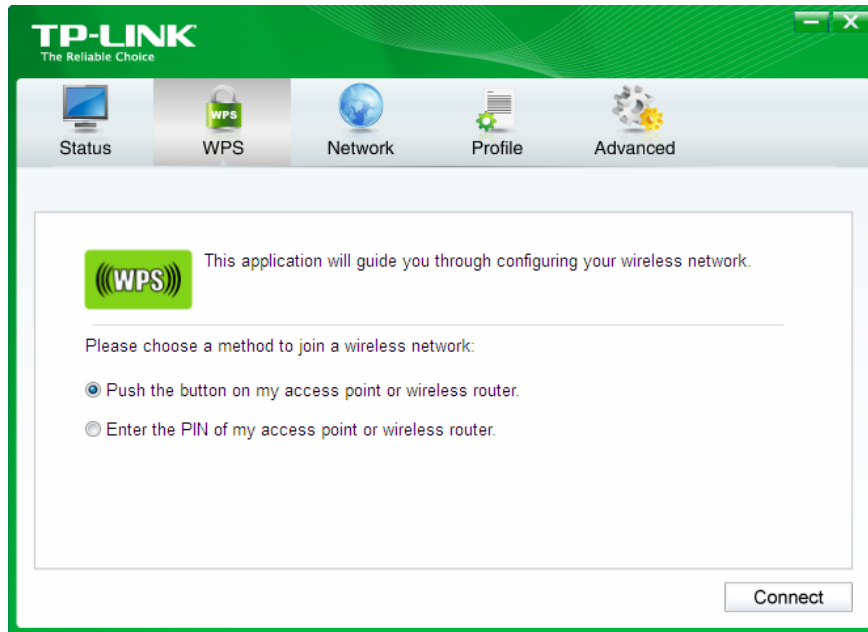 TP-LINK
The Reliable Choice
WPS
Status
WPS
Network
Profile
Advanced
(((WPS)))
This application will guide you through configuring your wireless network.
Please choose a method to join a wireless network:
Push the button on my access point or wireless router.
Enter the PIN of my access point or wireless router.
Connect